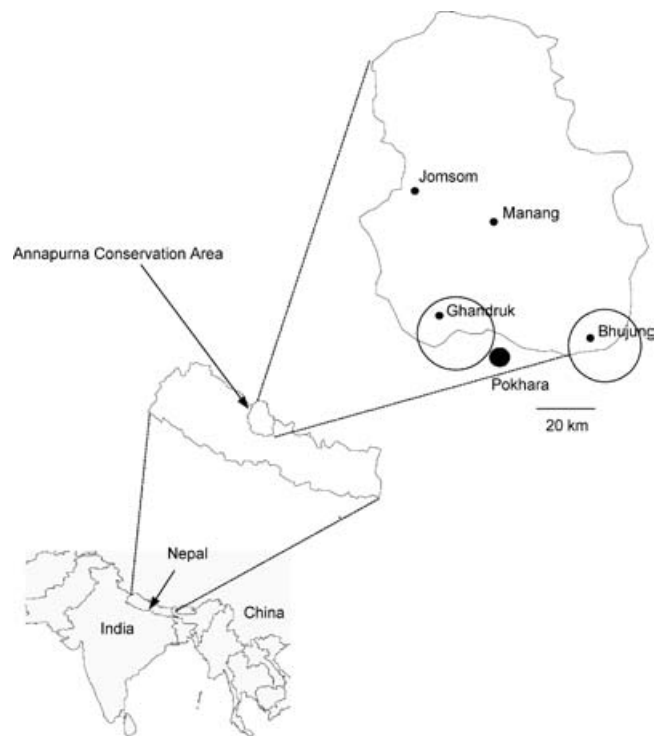 Jomsom
Manang
Annapurna Conservation Area
Ghandruk
Bhujung
Pokhara
20 km
Nepal
China
India